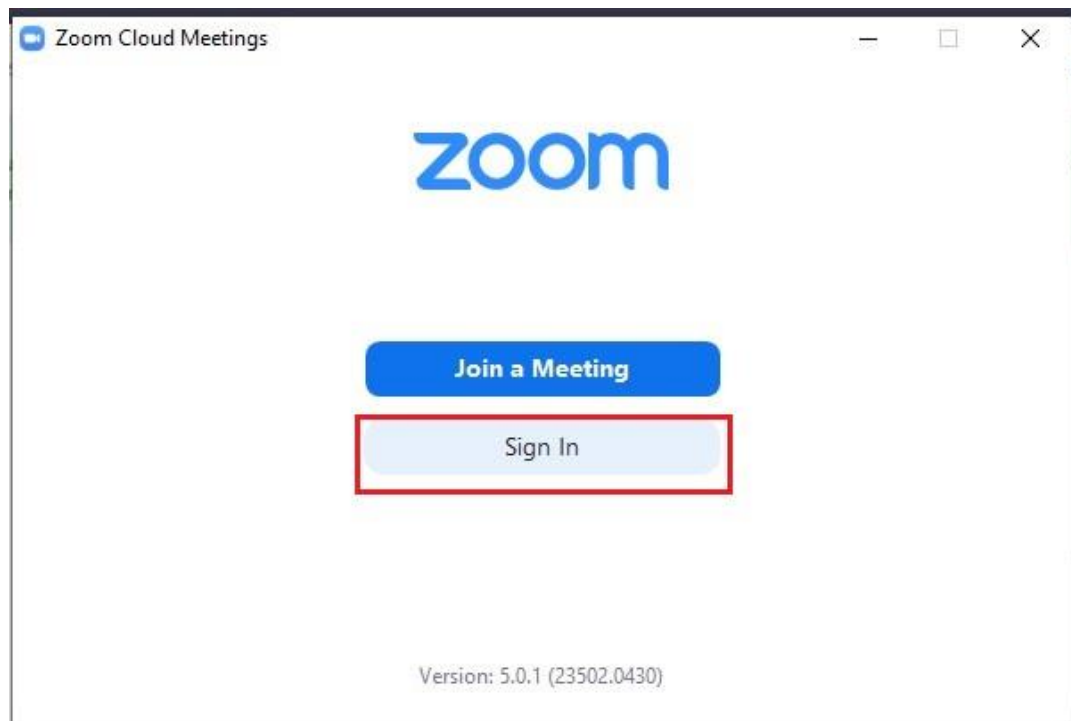 Zoom Cloud Meetings
zoom
Join a Meeting
Sign In
Version: 5.0.1 (23502.0430)